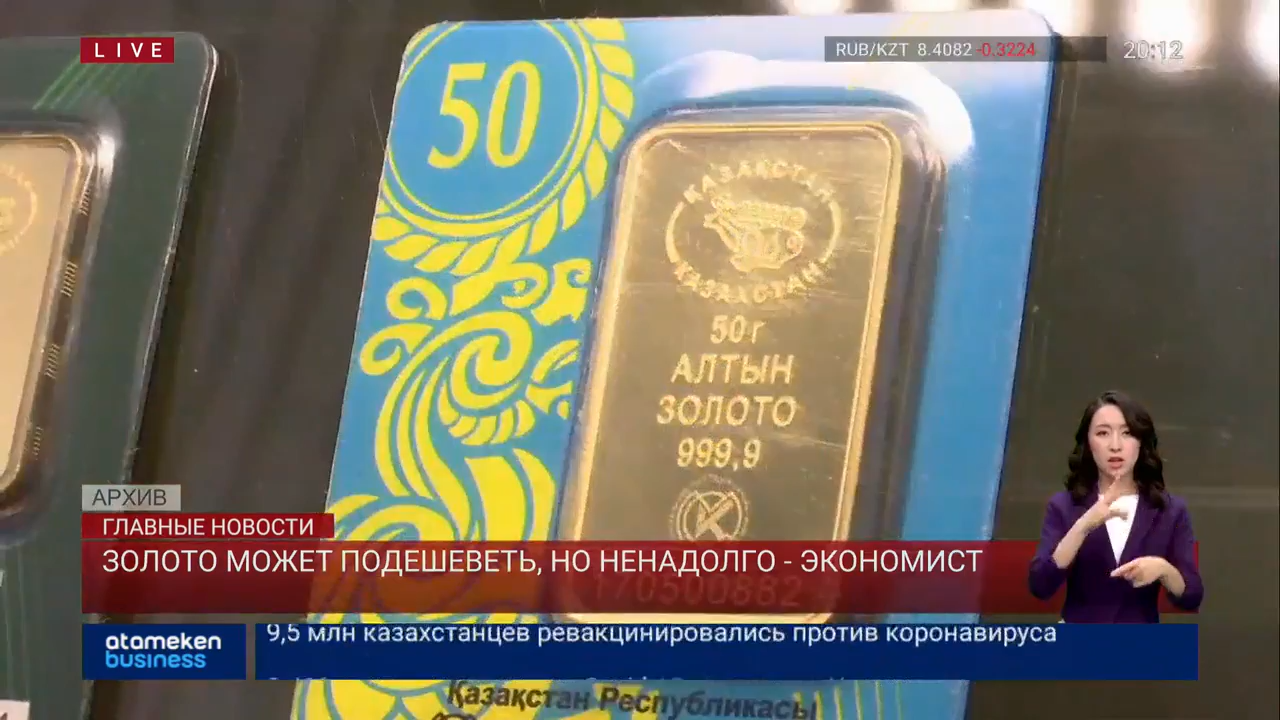 LIVE
RUB/KZT 8.4082 -0.3224
20:12
50
ҚАЗАҚСТАН
КАЗАХСТАН
50 г
АЛТЫН
ЗОЛОТО
999,9
АРХИВ
ГЛАВНЫЕ НОВОСТИ
ЗОЛОТО МОЖЕТ ПОДЕШЕВЕТЬ, НО НЕНАДОЛГО - ЭКОНОМИСТ
170500882
atameken
business
9,5 млн казахстанцев ревакцинировались против коронавируса
Қазақстан Республикасы